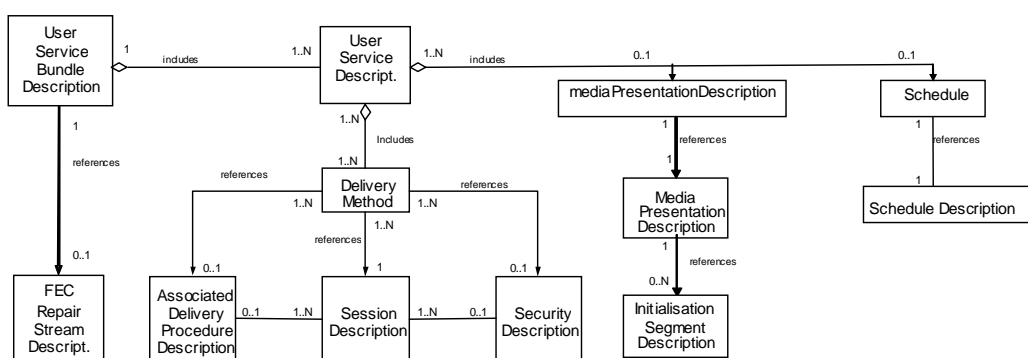 User
Service
Bundle
Description
1
includes
1..N
User
Service
Descript.
1..N
includes
0..1
0..1
mediaPresentationDescription
Schedule
1
references
0..1
1..N
Includes
1..N
Delivery
Method
references
1..N
references
1..N
1..N
references
1
references
1
Media
Presentation
Description
1
references
0..N
1
references
1
Schedule Description
FEC
Repair
Stream
Descript.
0..1
Associated
Delivery
Procedure
Description
0..1
1..N
1
Session
Description
1..N
0..1
0..1
Security
Description
Initialisation
Segment
Description